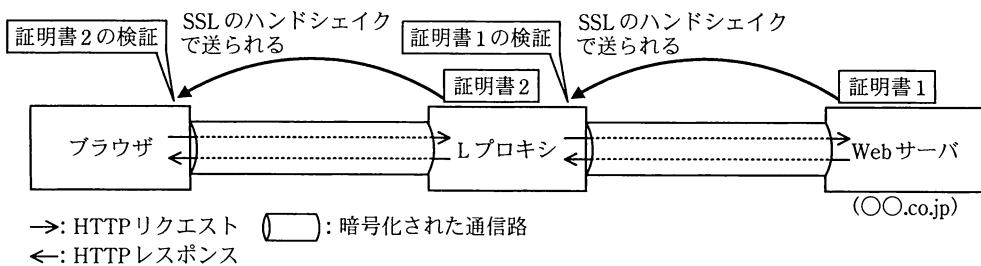 SSLのハンドシェイク
で送られる
証明書2の検証
SSLのハンドシェイク
で送られる
証明書1の検証
証明書2
証明書1
ブラウザ
Lプロキシ
Webサーバ
(○○.co.jp)
→: HTTPリクエスト
: 暗号化された通信路
←: HTTPレスポンス